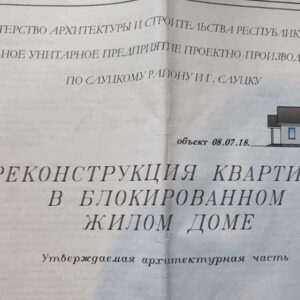 ТЕРСТВО АРХИТЕКТУРЫ И СТРОИТЕЛЬСТВА РЕСПУБЛИК
НОЕ УНИТАРНОЕ ПРЕДПРИЯТИЕ ПРОЕКТНО-ПРОИЗВОД
ПО СЛУЦКОМУ РАЙОНУ И Г. СЛУЦКУ
объект 08.07.18.
РЕКОНСТРУКЦИЯ КВАРТИ
В БЛОКИРОВАННОМ
ЖИЛОМ ДОМЕ
Утверждаемая архитектурная часть